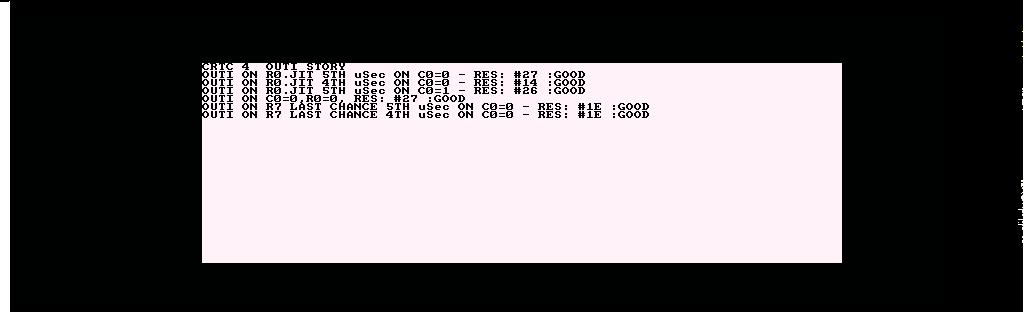 CRTC 4  OUTI STORY
OUTI ON R0.JIT 5TH uSec ON C0=0 - RES: #27 :GOOD
OUTI ON R0.JIT 4TH uSec ON C0=0 - RES: #14 :GOOD
OUTI ON R0.JIT 5TH uSec ON C0=1 - RES: #26 :GOOD
OUTI ON C0=0,R0=0, RES: #27 :GOOD
OUTI ON R7 LAST CHANCE 5TH uSec ON C0=0 - RES: #1E :GOOD
OUTI ON R7 LAST CHANCE 4TH uSec ON C0=0 - RES: #1E :GOOD